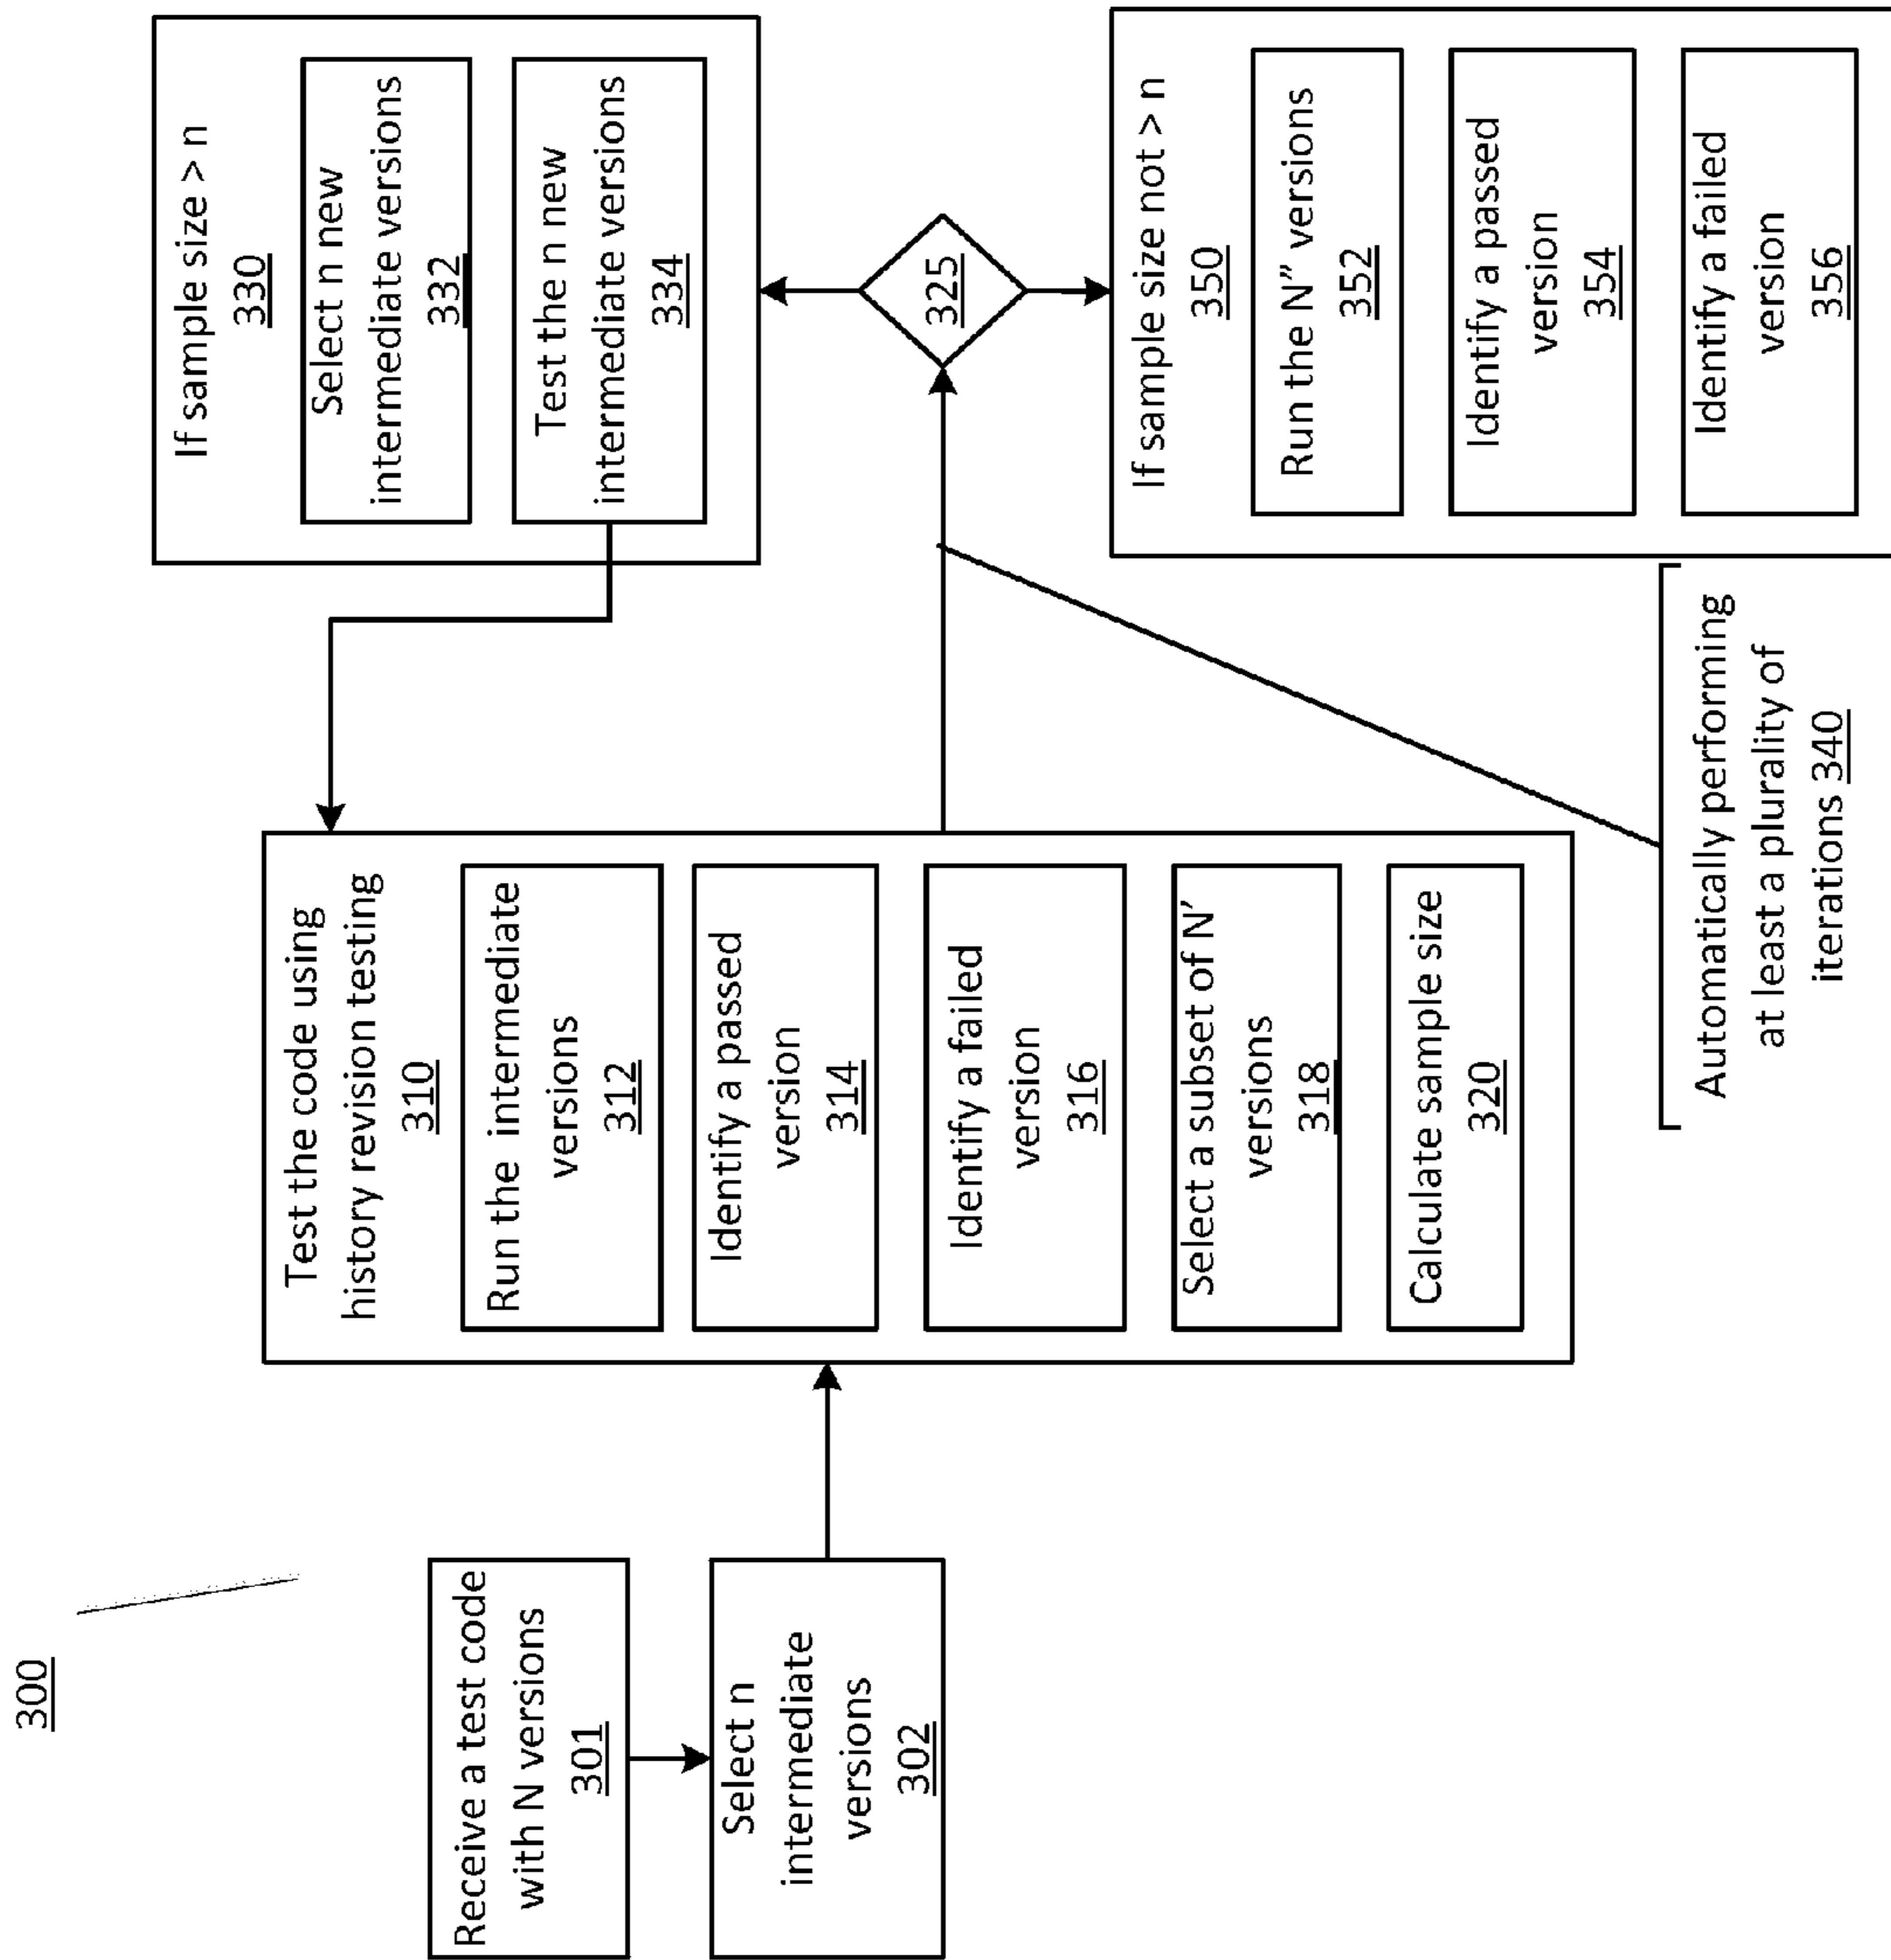 300
Receive a test code
with N versions
301
Select n
intermediate
versions
302
Test the code using
history revision testing
310
Run the intermediate
versions
312
Identify a passed
version
314
Identify a failed
version
316
Select a subset of N'
versions
318
Calculate sample size
320
325
If sample size > n
330
Select n new
intermediate versions
332
Test the n new
intermediate versions
334
Automatically performing
at least a plurality of
iterations 340
If sample size not > n
350
Run the N" versions
352
Identify a passed
version
354
Identify a failed
version
356